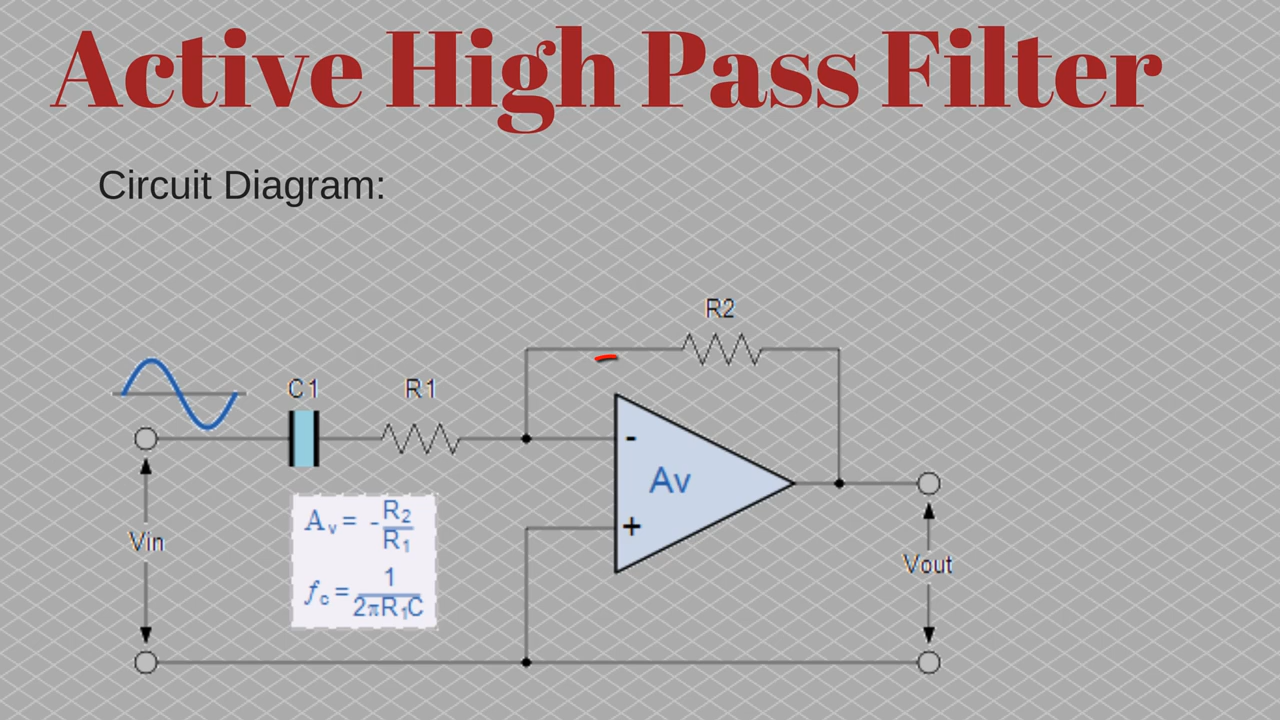 Active High Pass Filter
Circuit Diagram:
R2
C1 R1
-
Av
+
Av = - R2/R1
fc = 1/2πR1C
Vin
Vout